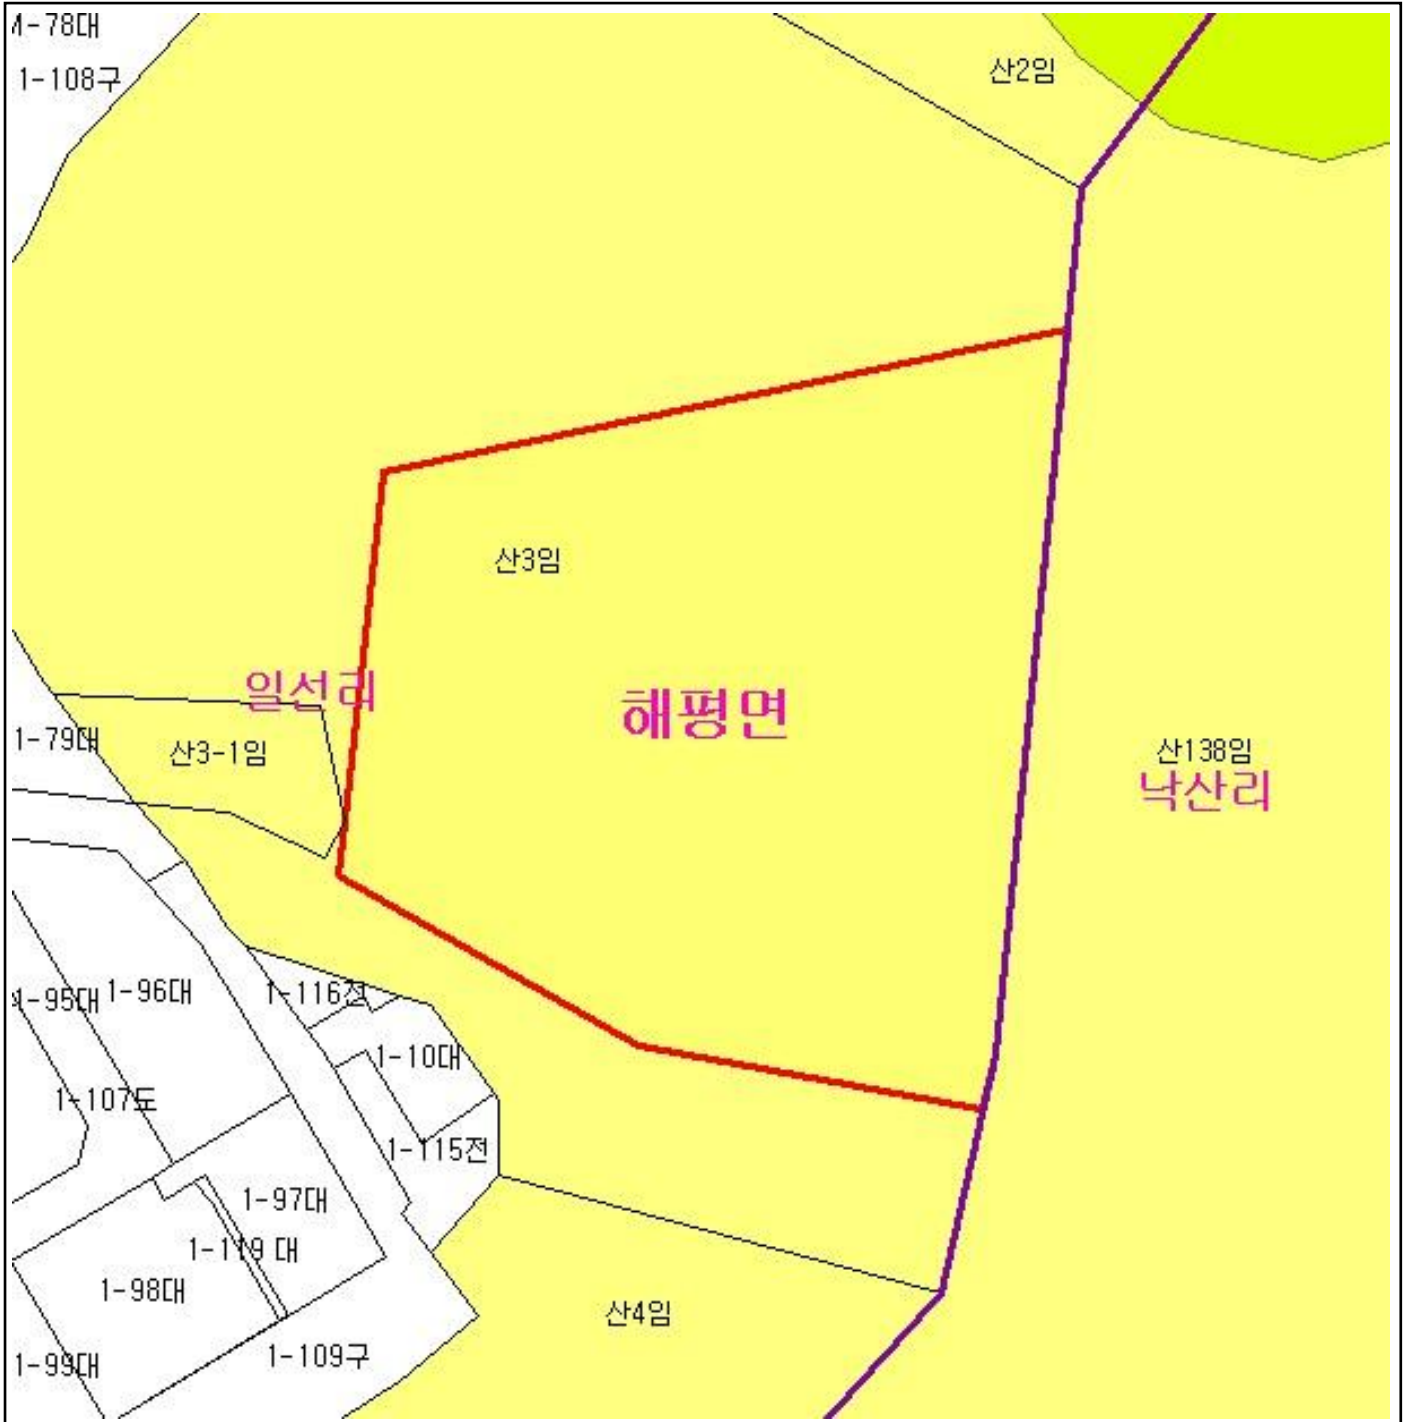 1-78대
1-108구
산2임
산3임
일선리
해평면
1-79대
산3-1임
산138임
낙산리
1-95대
1-96대
1-116전
1-10대
1-107도
1-115전
1-97대
1-119 대
1-98대
산4임
1-99대
1-109구